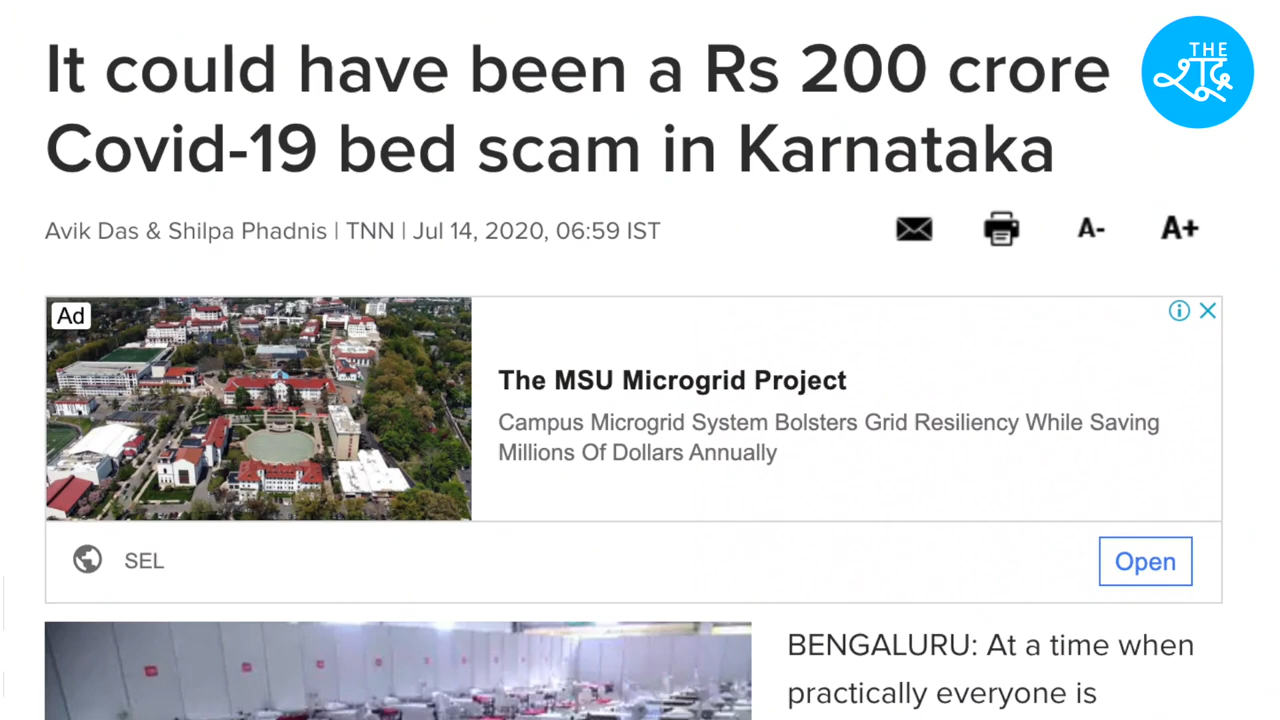 It could have been a Rs 200 crore
Covid-19 bed scam in Karnataka
THE
Avik Das & Shilpa Phadnis | TNN | Jul 14, 2020, 06:59 IST
A-
A+
Ad
The MSU Microgrid Project
Campus Microgrid System Bolsters Grid Resiliency While Saving
Millions Of Dollars Annually
SEL
Open
BENGALURU: At a time when
practically everyone is